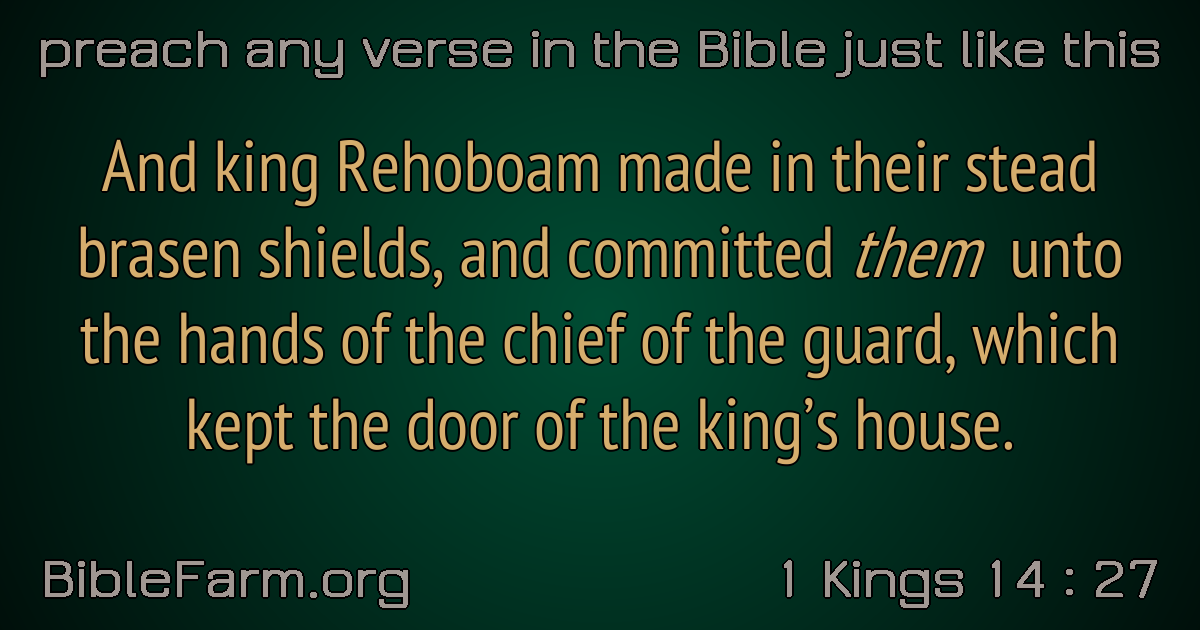 preach any verse in the Bible just like this
And king Rehoboam made in their stead
brasen shields, and committed them unto
the hands of the chief of the guard, which
kept the door of the king’s house.
BibleFarm.org
1 Kings 14 : 27